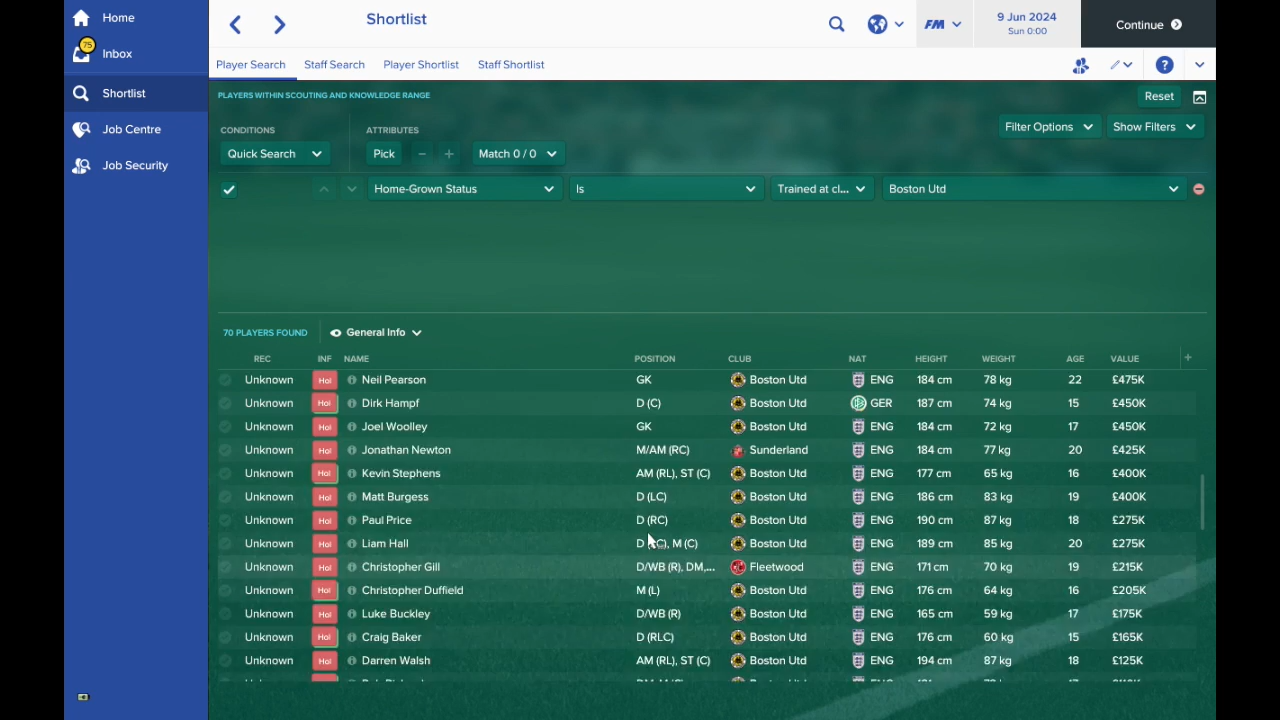 Home
Inbox
75
Shortlist
Job Centre
Job Security
Shortlist
FM
9 Jun 2024
Sun 0:00
Continue
Player Search Staff Search Player Shortlist Staff Shortlist
?
PLAYERS WITHIN SCOUTING AND KNOWLEDGE RANGE
Reset
CONDITIONS ATTRIBUTES
Filter Options Show Filters
Quick Search Pick − + Match 0 / 0
Home-Grown Status Is Trained at cl... Boston Utd
70 PLAYERS FOUND General Info
REC INF NAME POSITION CLUB NAT HEIGHT WEIGHT AGE VALUE +
Unknown Hol Neil Pearson GK Boston Utd ENG 184 cm 78 kg 22 £475K
Unknown Hol Dirk Hampf D (C) Boston Utd GER 187 cm 74 kg 15 £450K
Unknown Hol Joel Woolley GK Boston Utd ENG 184 cm 72 kg 17 £450K
Unknown Hol Jonathan Newton M/AM (RC) Sunderland ENG 184 cm 77 kg 20 £425K
Unknown Hol Kevin Stephens AM (RL), ST (C) Boston Utd ENG 177 cm 65 kg 16 £400K
Unknown Hol Matt Burgess D (LC) Boston Utd ENG 186 cm 83 kg 19 £400K
Unknown Hol Paul Price D (RC) Boston Utd ENG 190 cm 87 kg 18 £275K
Unknown Hol Liam Hall D M (C) Boston Utd ENG 189 cm 85 kg 20 £275K
Unknown Hol Christopher Gill D/WB (R), DM,... Fleetwood ENG 171 cm 70 kg 19 £215K
Unknown Hol Christopher Duffield M (L) Boston Utd ENG 176 cm 64 kg 16 £205K
Unknown Hol Luke Buckley D/WB (R) Boston Utd ENG 165 cm 59 kg 17 £175K
Unknown Hol Craig Baker D (RLC) Boston Utd ENG 176 cm 60 kg 15 £165K
Unknown Hol Darren Walsh AM (RL), ST (C) Boston Utd ENG 194 cm 87 kg 18 £125K